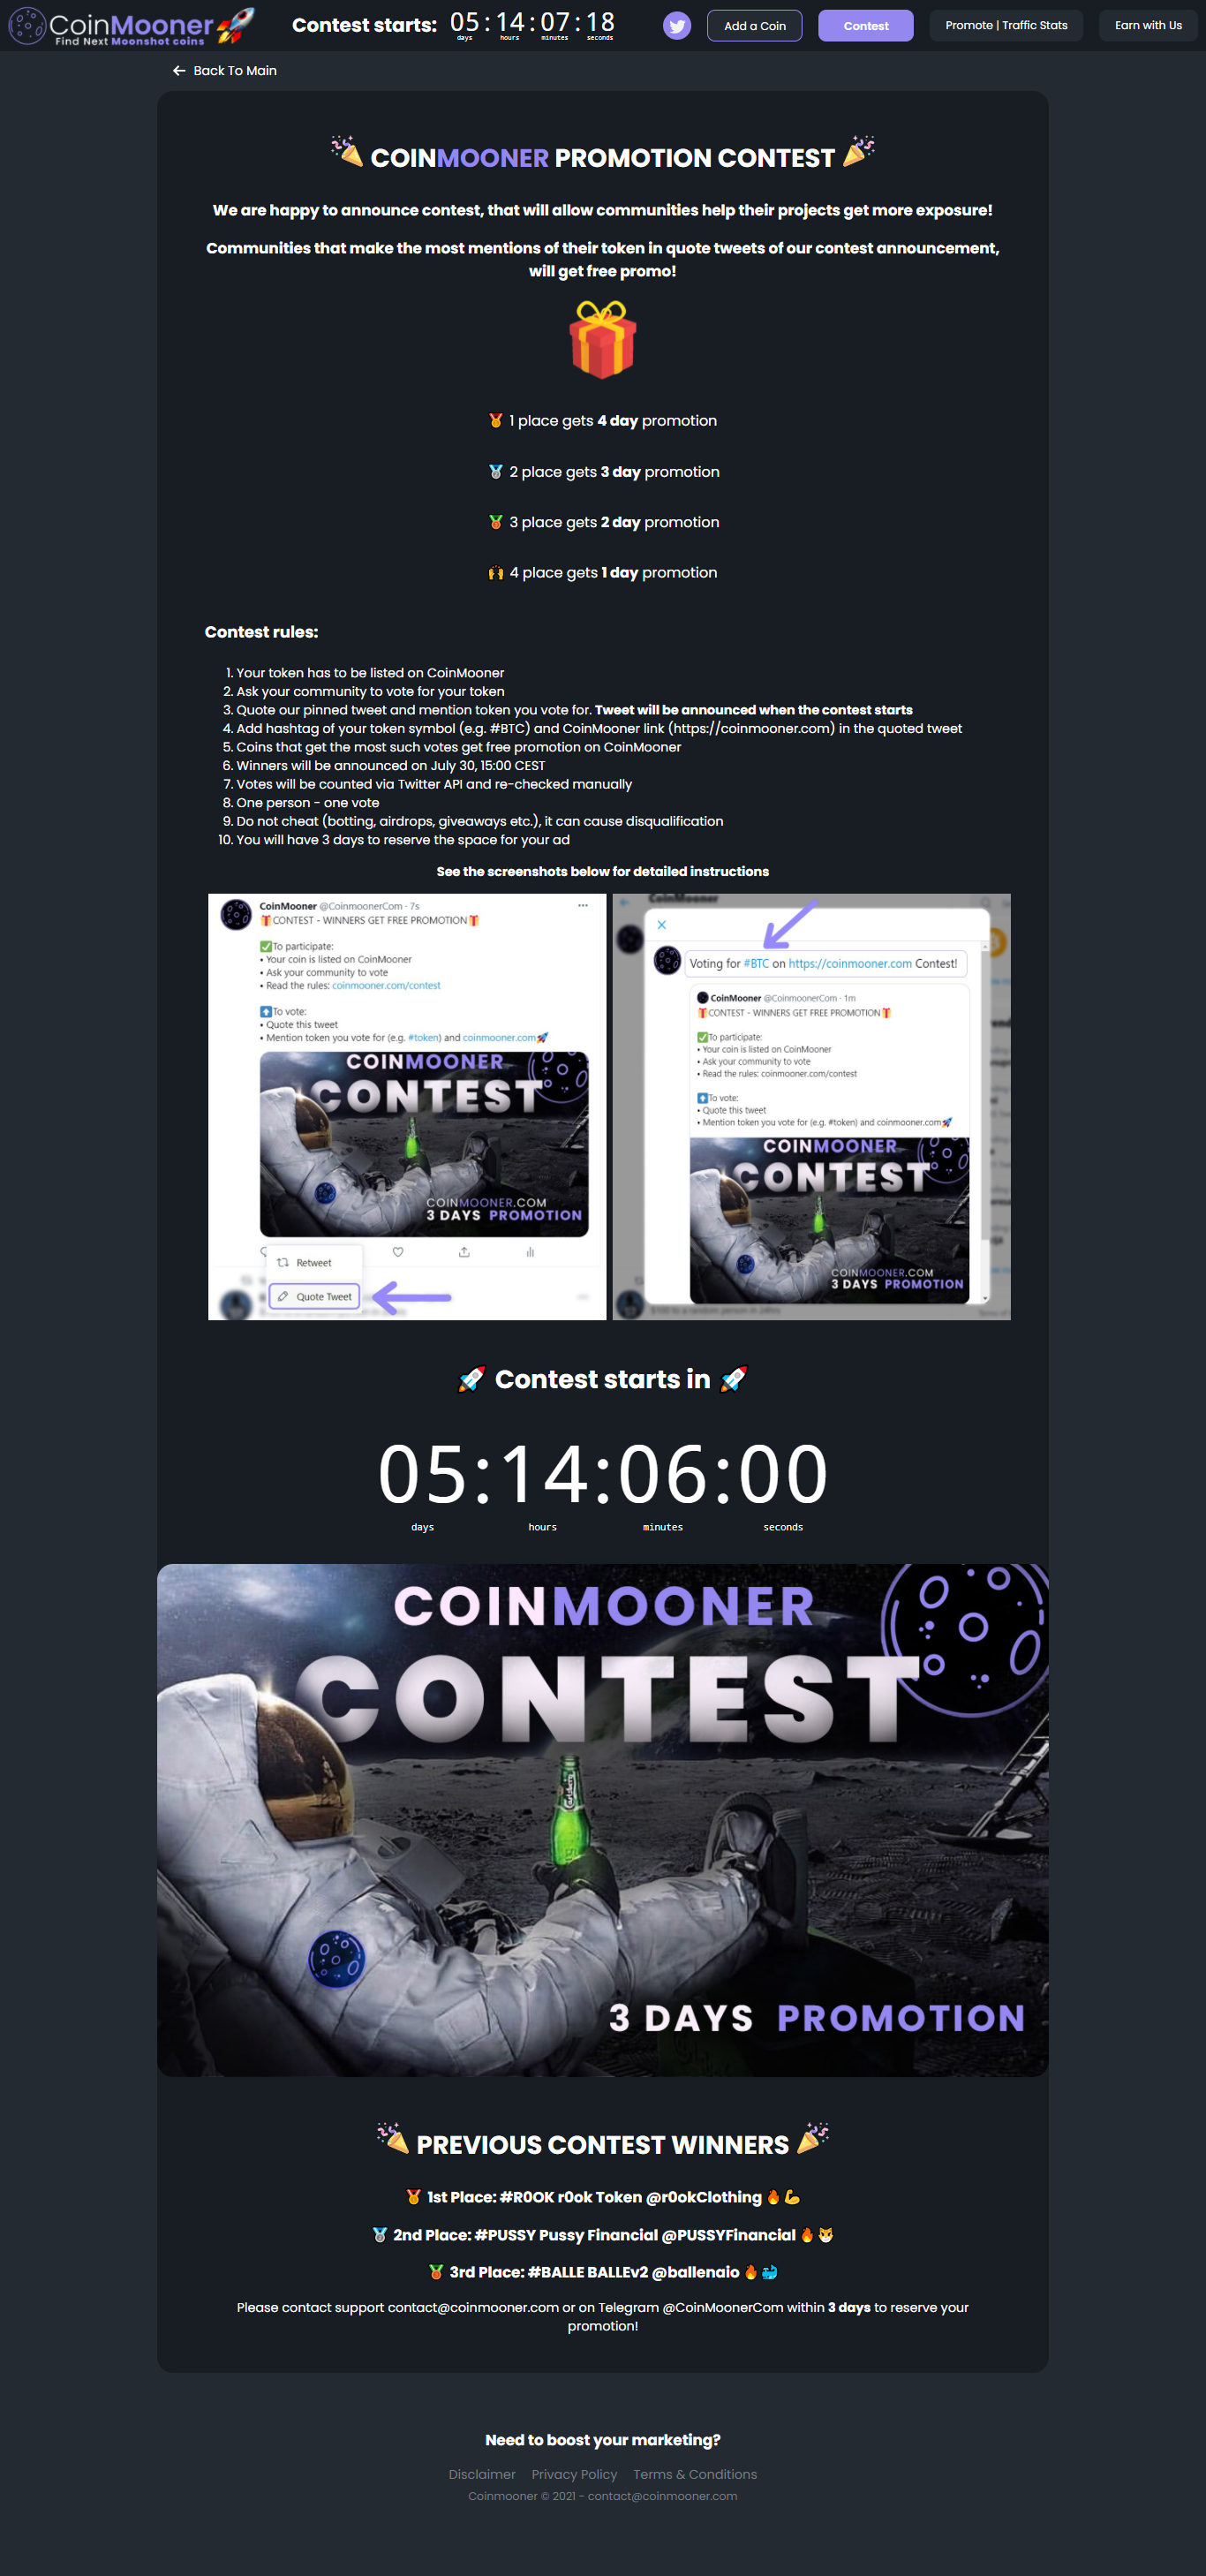 CoinMooner
Find Next Moonshot coins
Contest starts:
05:14:07:18
days hours minutes seconds
Add a Coin
Contest
Promote | Traffic Stats
Earn with Us
Back To Main
COINMOONER PROMOTION CONTEST
We are happy to announce contest, that will allow communities help their projects get more exposure!
Communities that make the most mentions of their token in quote tweets of our contest announcement,
will get free promo!
1 place gets 4 day promotion
2 place gets 3 day promotion
3 place gets 2 day promotion
4 place gets 1 day promotion
Contest rules:
1. Your token has to be listed on CoinMooner
2. Ask your community to vote for your token
3. Quote our pinned tweet and mention token you vote for. Tweet will be announced when the contest starts
4. Add hashtag of your token symbol (e.g. #BTC) and CoinMooner link (https://coinmooner.com) in the quoted tweet
5. Coins that get the most such votes get free promotion on CoinMooner
6. Winners will be announced on July 30, 15:00 CEST
7. Votes will be counted via Twitter API and re-checked manually
8. One person - one vote
9. Do not cheat (botting, airdrops, giveaways etc.), it can cause disqualification
10. You will have 3 days to reserve the space for your ad
See the screenshots below for detailed instructions
CoinMooner @CoinmoonerCom · 7s
🎁CONTEST - WINNERS GET FREE PROMOTION🎁
✅To participate:
• Your coin is listed on CoinMooner
• Ask your community to vote
• Read the rules: coinmooner.com/contest
⬆️To vote:
• Quote this tweet
• Mention token you vote for (e.g. #token) and coinmooner.com🚀
COINMOONER
CONTEST
COINMOONER.COM
3 DAYS PROMOTION
Retweet
Quote Tweet
CoinMooner
Voting for #BTC on https://coinmooner.com Contest!
CoinMooner @CoinmoonerCom · 1m
🎁CONTEST - WINNERS GET FREE PROMOTION🎁
✅To participate:
• Your coin is listed on CoinMooner
• Ask your community to vote
• Read the rules: coinmooner.com/contest
⬆️To vote:
• Quote this tweet
• Mention token you vote for (e.g. #token) and coinmooner.com🚀
COINMOONER
CONTEST
COINMOONER.COM
3 DAYS PROMOTION
🚀 Contest starts in 🚀
05:14:06:00
days hours minutes seconds
COINMOONER
CONTEST
Carlsberg
3 DAYS PROMOTION
PREVIOUS CONTEST WINNERS
1st Place: #R0OK r0ok Token @r0okClothing 🔥💪
2nd Place: #PUSSY Pussy Financial @PUSSYFinancial 🔥🐱
3rd Place: #BALLE BALLEv2 @ballenaio 🔥🐳
Please contact support contact@coinmooner.com or on Telegram @CoinMoonerCom within 3 days to reserve your
promotion!
Need to boost your marketing?
Disclaimer Privacy Policy Terms & Conditions
Coinmooner © 2021 - contact@coinmooner.com